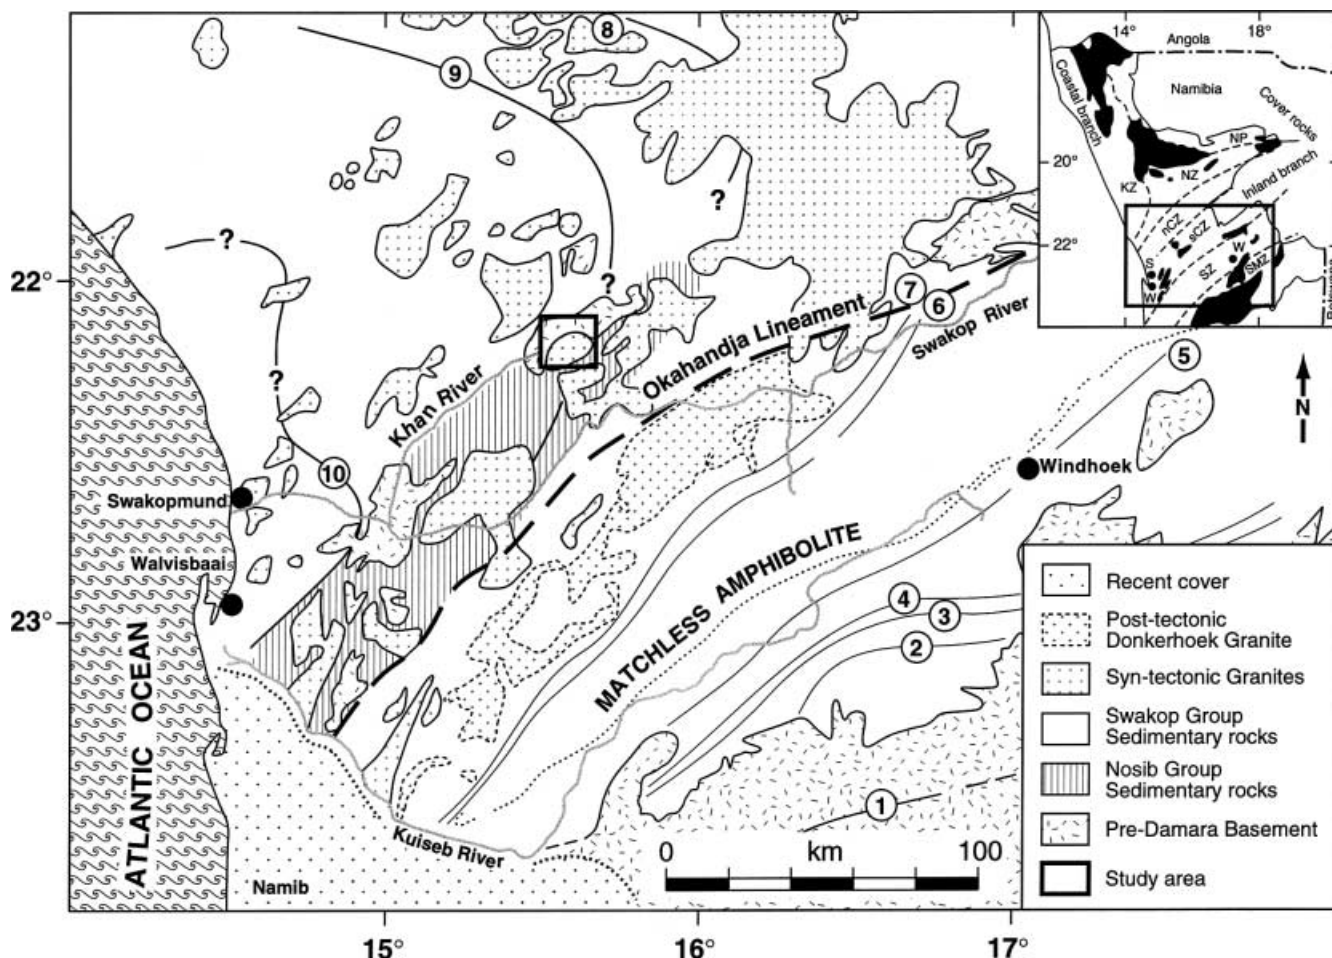 8
9
14°
18°
Angola
Coastal branch
Namibia
Cover rocks
NP
20°
KZ
NZ
Inland branch
nCZ
sCZ
22°
S
W
SZ
W
SMZ
?
?
?
?
22°
7
6
Okahandja Lineament
Swakop River
Khan River
5
N
10
Windhoek
Swakopmund
Walvisbaai
MATCHLESS AMPHIBOLITE
23°
4
3
2
1
ATLANTIC OCEAN
Kuiseb River
Namib
0 km 100
Recent cover
Post-tectonic
Donkerhoek Granite
Syn-tectonic Granites
Swakop Group
Sedimentary rocks
Nosib Group
Sedimentary rocks
Pre-Damara Basement
Study area
15°
16°
17°